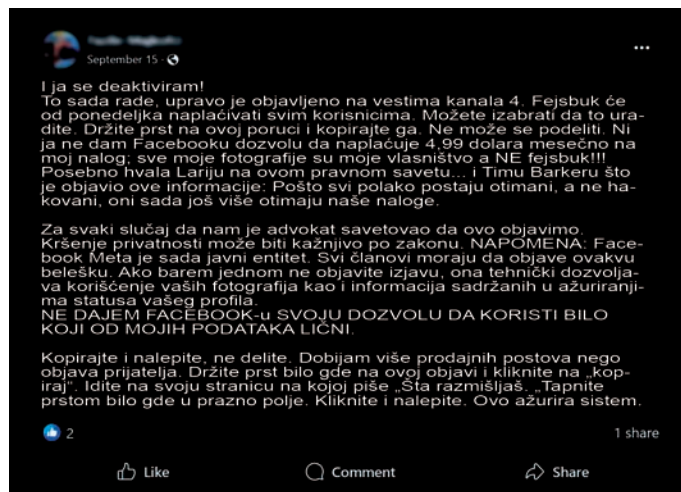 September 15
I ja se deaktiviram!
To sada rade, upravo je objavljeno na vestima kanala 4. Fejsbuk će
od ponedeljka naplaćivati svim korisnicima. Možete izabrati da to ura-
dite. Držite prst na ovoj poruci i kopirajte ga. Ne može se podeliti. Ni
ja ne dam Facebooku dozvolu da naplaćuje 4,99 dolara mesečno na
moj nalog; sve moje fotografije su moje vlasništvo a NE fejsbuk!!!
Posebno hvala Lariju na ovom pravnom savetu... i Timu Barkeru što
je objavio ove informacije: Pošto svi polako postaju otimani, a ne ha-
kovani, oni sada još više otimaju naše naloge.
Za svaki slučaj da nam je advokat savetovao da ovo objavimo.
Kršenje privatnosti može biti kažnjivo po zakonu. NAPOMENA: Face-
book Meta je sada javni entitet. Svi članovi moraju da objave ovakvu
belešku. Ako barem jednom ne objavite izjavu, ona tehnički dozvolja-
va korišćenje vaših fotografija kao i informacija sadržanih u ažuriranji-
ma statusa vašeg profila.
NE DAJEM FACEBOOK-u SVOJU DOZVOLU DA KORISTI BILO
KOJI OD MOJIH PODATAKA LIČNI.
Kopirajte i nalepite, ne delite. Dobijam više prodajnih postova nego
objava prijatelja. Držite prst bilo gde na ovoj objavi i kliknite na „kop-
iraj“. Idite na svoju stranicu na kojoj piše „Šta razmišljaš. „Tapnite
prstom bilo gde u prazno polje. Kliknite i nalepite. Ovo ažurira sistem.
2
1 share
Like
Comment
Share